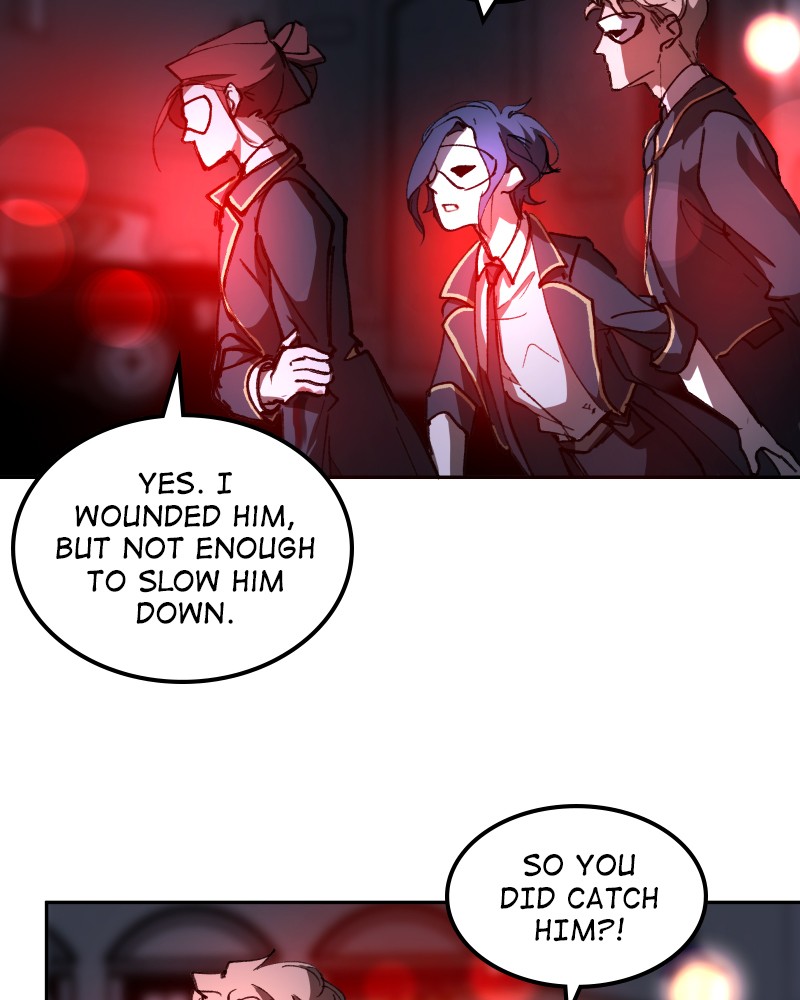 YES. I
WOUNDED HIM,
BUT NOT ENOUGH
TO SLOW HIM
DOWN.
SO YOU
DID CATCH
HIM?!